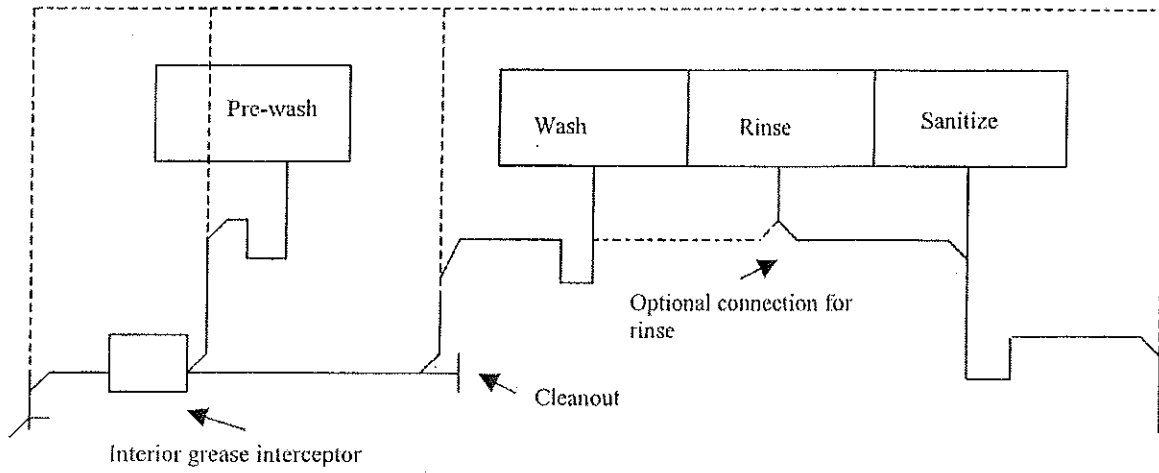 Pre-wash
Wash
Rinse
Sanitize
Optional connection for
rinse
Cleanout
Interior grease interceptor